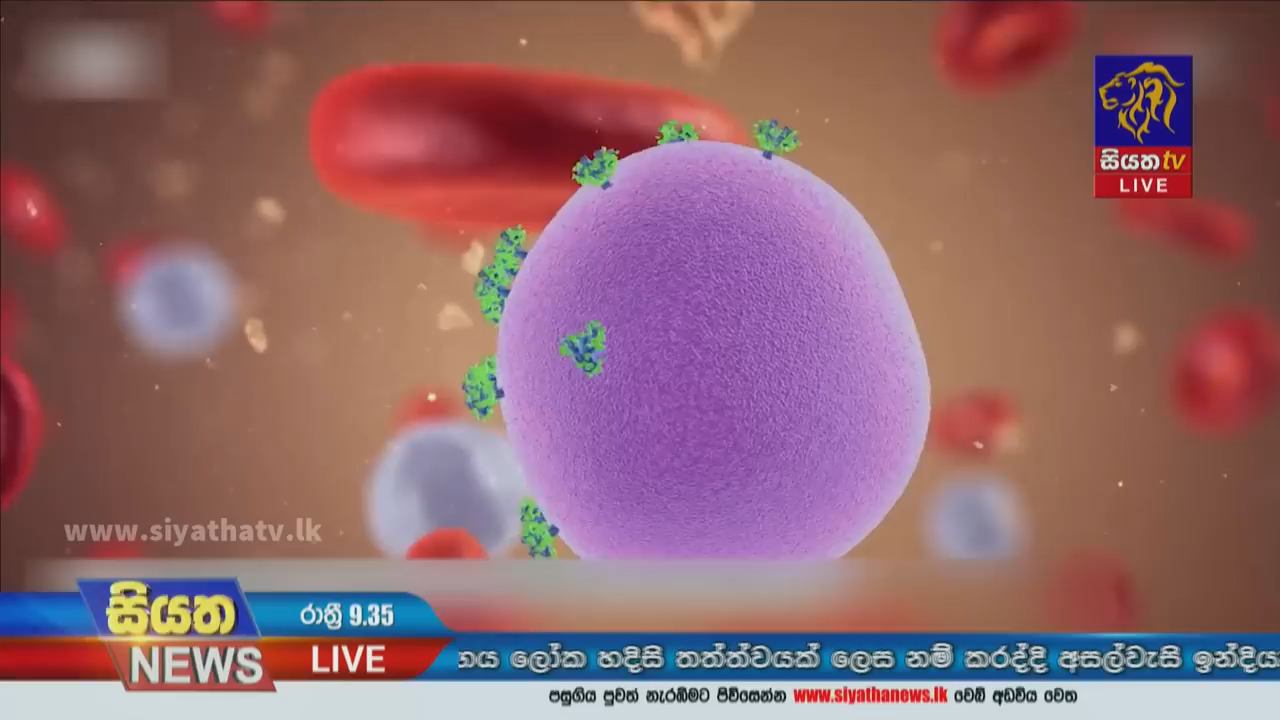 සියත tv
LIVE
www.siyathatv.lk
සියත
NEWS
රාත්‍රී 9.35
LIVE
ලෝක හදිසි තත්ත්වයක් ලෙස නම් කරද්දී අසල්වැසි ඉන්දියා
පසුගිය පුවත් නැරඹීමට පිවිසෙන්න www.siyathanews.lk වෙබ් අඩවිය වෙත